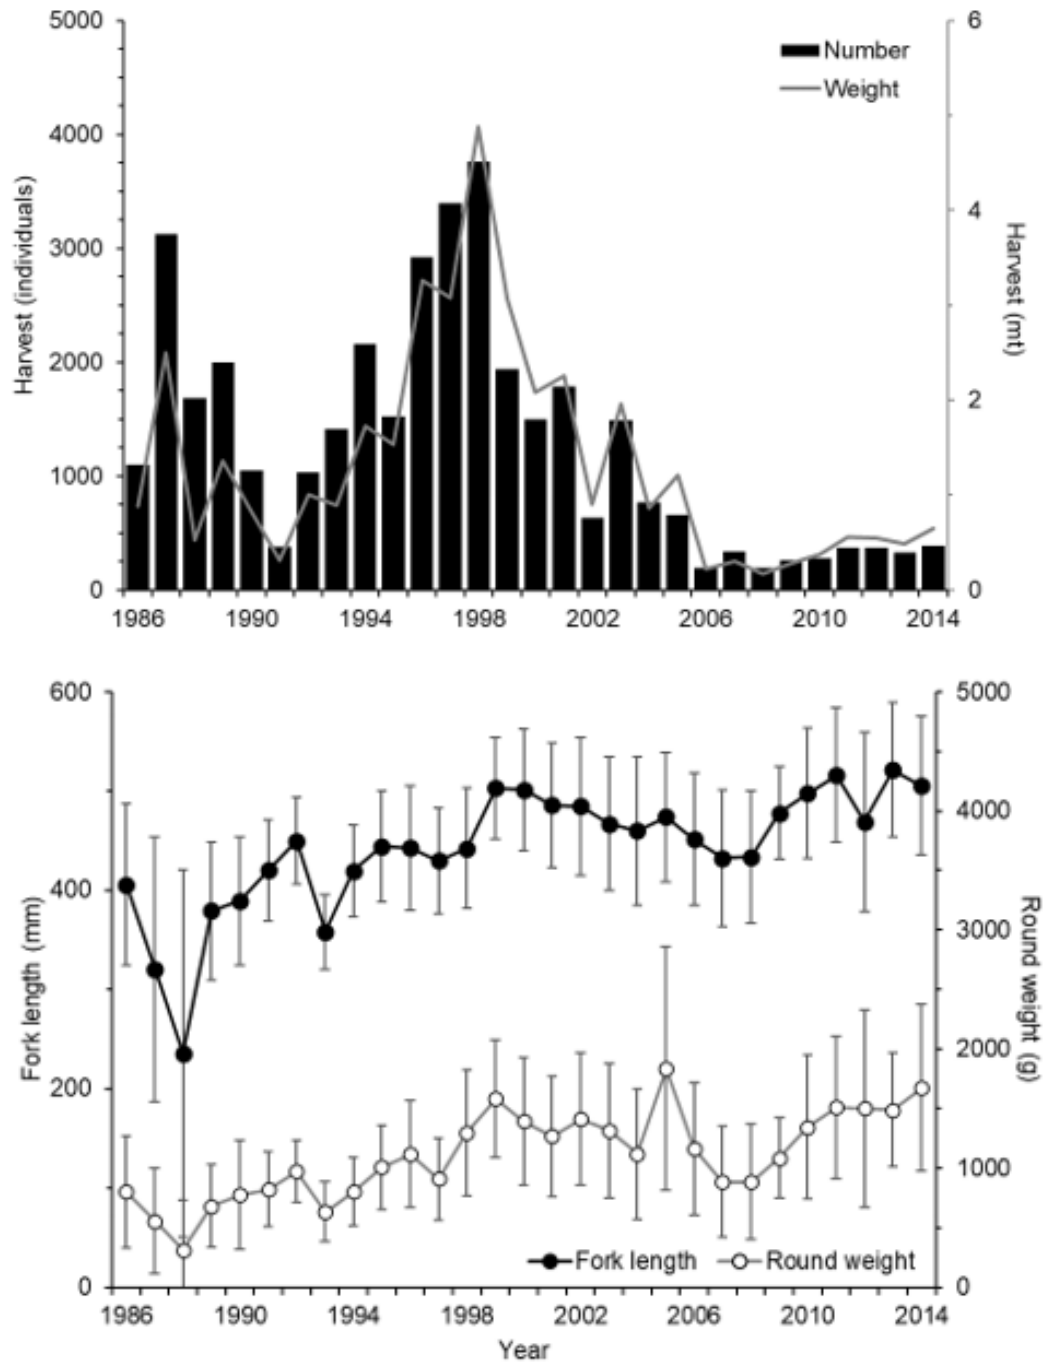 5000
4000
3000
2000
1000
0
Harvest (individuals)
6
4
2
0
Harvest (mt)
Number
Weight
1986 1990 1994 1998 2002 2006 2010 2014
600
400
200
0
Fork length (mm)
5000
4000
3000
2000
1000
0
Round weight (g)
Fork length Round weight
1986 1990 1994 1998 2002 2006 2010 2014
Year